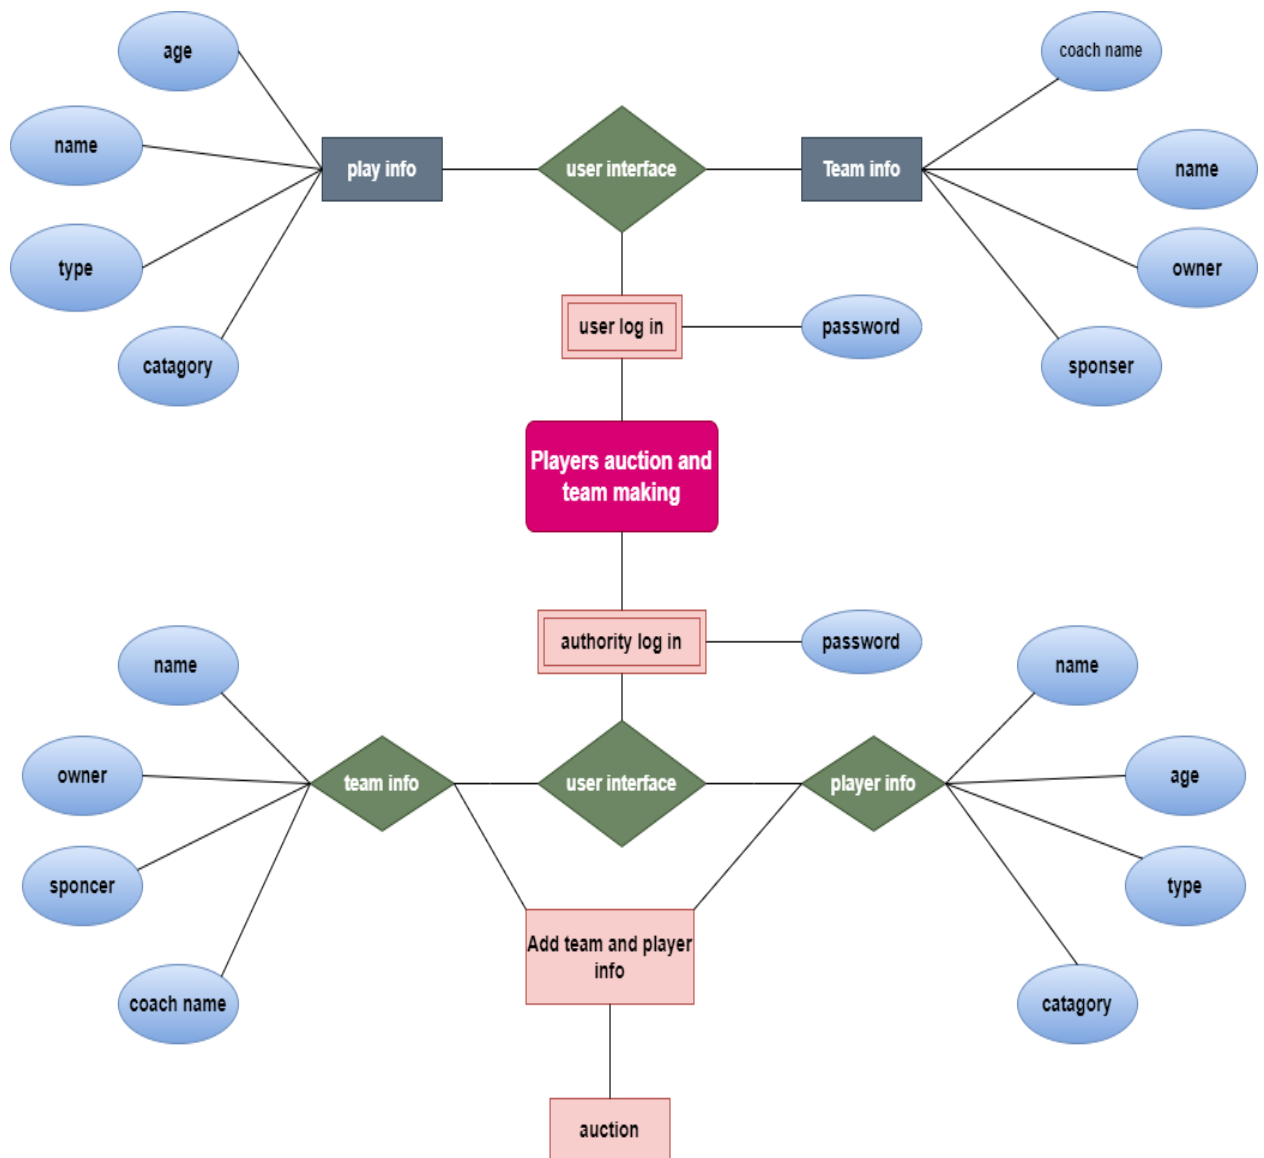 age
coach name
name
play info
user interface
Team info
name
type
owner
user log in
password
catagory
sponser
Players auction and
team making
authority log in
password
name
name
owner
team info
user interface
player info
age
sponcer
type
Add team and player
info
coach name
catagory
auction